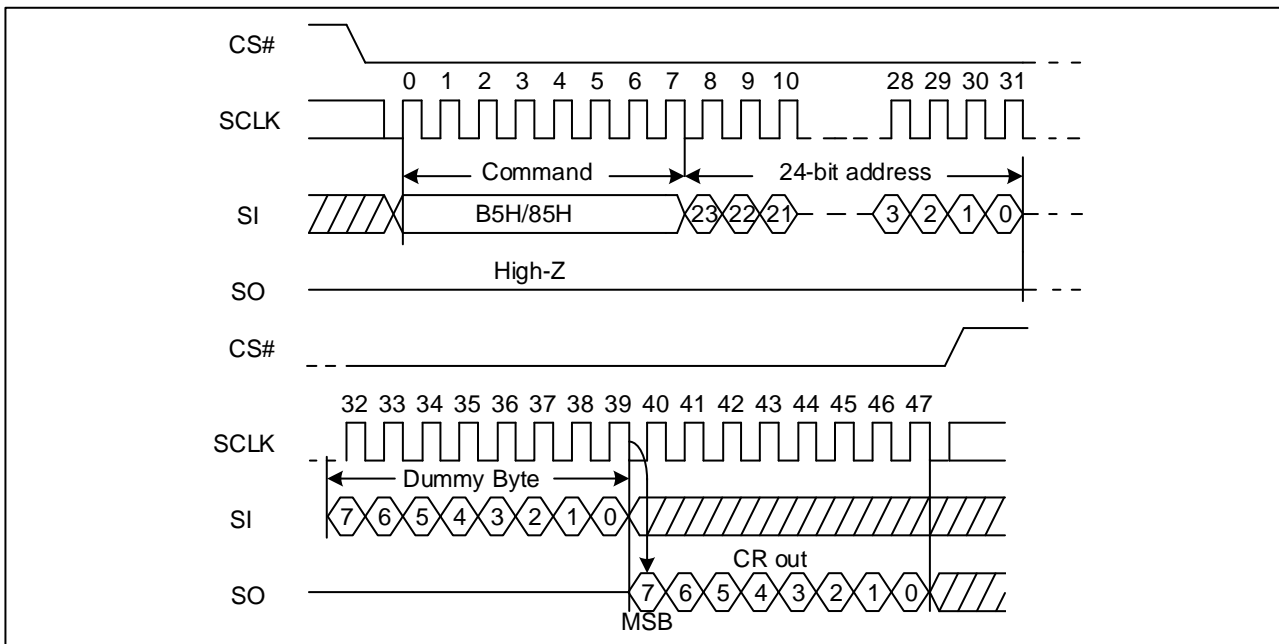 CS#
0 1 2 3 4 5 6 7 8 9 10 28 29 30 31
SCLK
Command 24-bit address
SI B5H/85H 23 22 21 3 2 1 0
High-Z
SO
CS#
32 33 34 35 36 37 38 39 40 41 42 43 44 45 46 47
SCLK
Dummy Byte
SI 7 6 5 4 3 2 1 0
CR out
SO 7 6 5 4 3 2 1 0
MSB